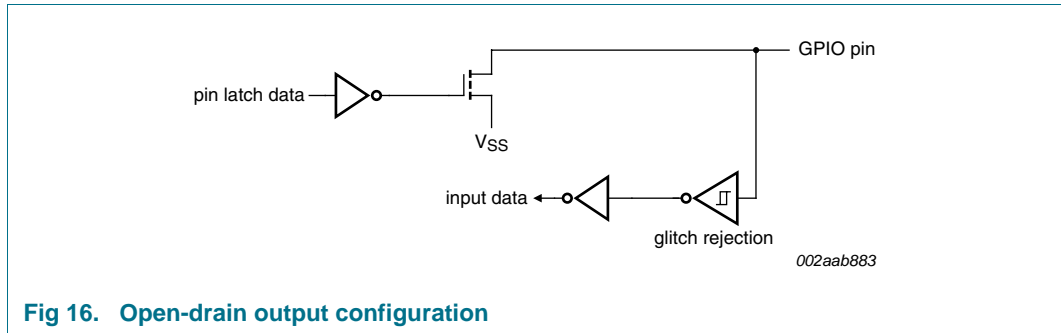 GPIO pin
pin latch data
VSS
input data
glitch rejection
002aab883
Fig 16. Open-drain output configuration